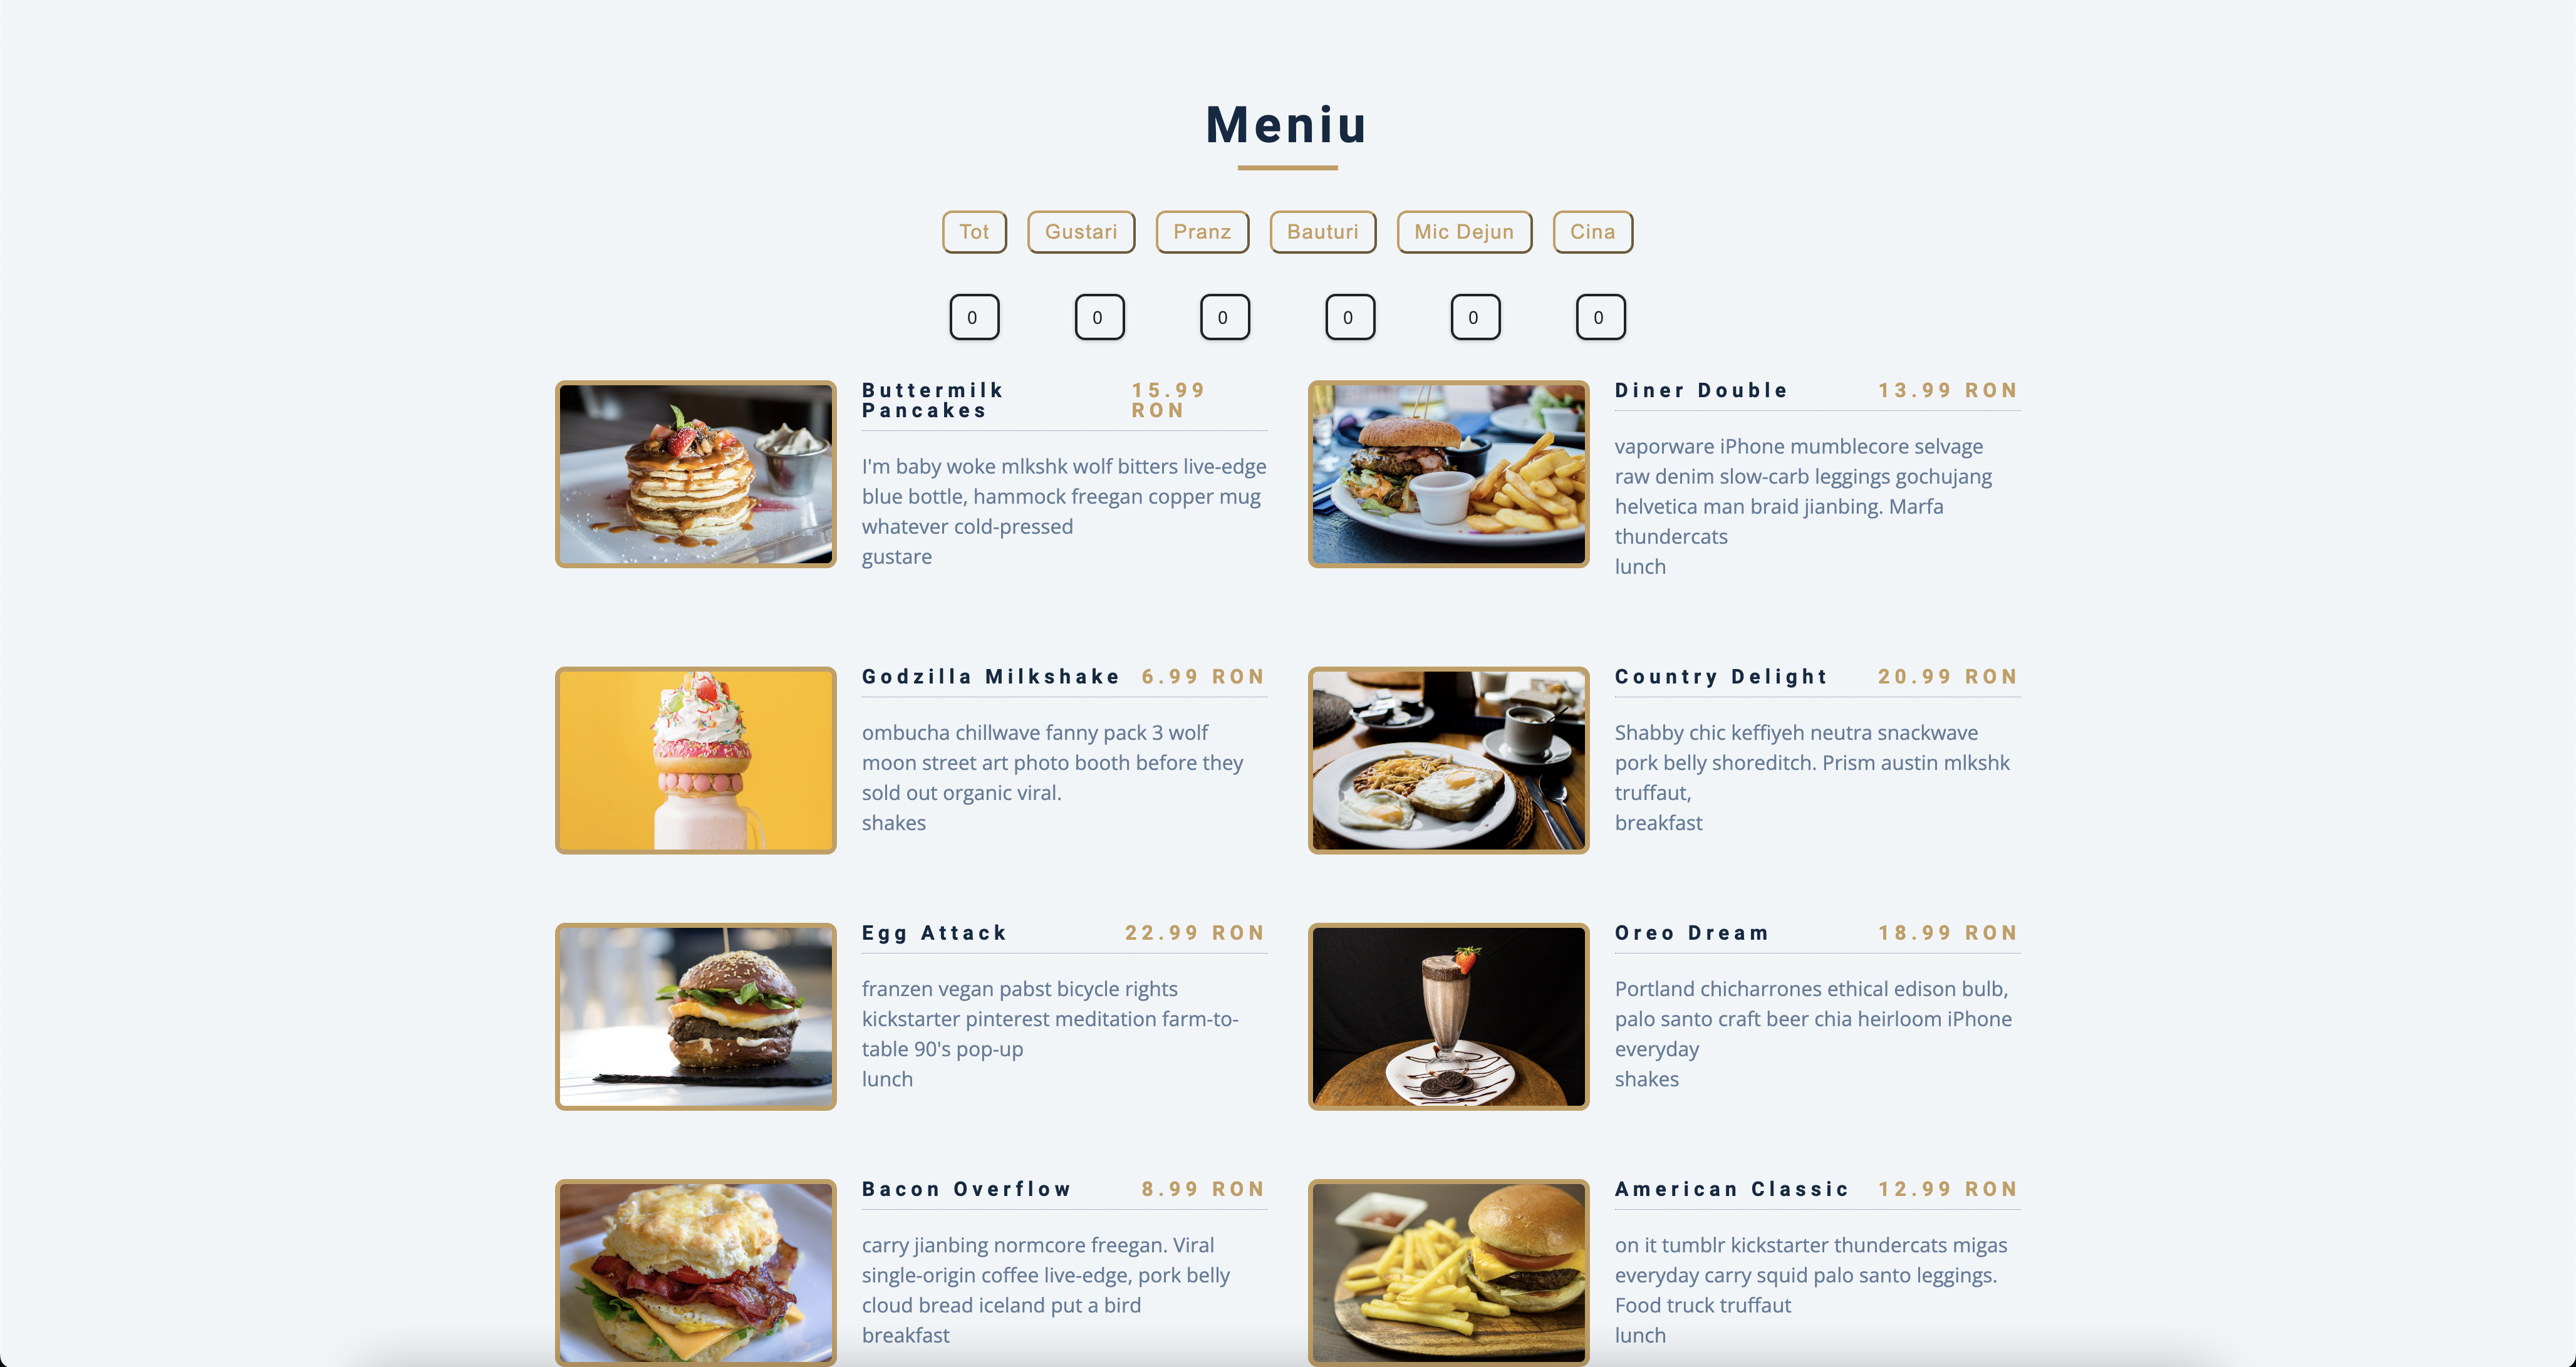 Meniu
Tot Gustari Pranz Bauturi Mic Dejun Cina
0 0 0 0 0 0
Buttermilk
Pancakes
15.99
RON
I'm baby woke mlkshk wolf bitters live-edge
blue bottle, hammock freegan copper mug
whatever cold-pressed
gustare
Diner Double 13.99 RON
vaporware iPhone mumblecore selvage
raw denim slow-carb leggings gochujang
helvetica man braid jianbing. Marfa
thundercats
lunch
Godzilla Milkshake 6.99 RON
ombucha chillwave fanny pack 3 wolf
moon street art photo booth before they
sold out organic viral.
shakes
Country Delight 20.99 RON
Shabby chic keffiyeh neutra snackwave
pork belly shoreditch. Prism austin mlkshk
truffaut,
breakfast
Egg Attack 22.99 RON
franzen vegan pabst bicycle rights
kickstarter pinterest meditation farm-to-
table 90's pop-up
lunch
Oreo Dream 18.99 RON
Portland chicharrones ethical edison bulb,
palo santo craft beer chia heirloom iPhone
everyday
shakes
Bacon Overflow 8.99 RON
carry jianbing normcore freegan. Viral
single-origin coffee live-edge, pork belly
cloud bread iceland put a bird
breakfast
American Classic 12.99 RON
on it tumblr kickstarter thundercats migas
everyday carry squid palo santo leggings.
Food truck truffaut
lunch